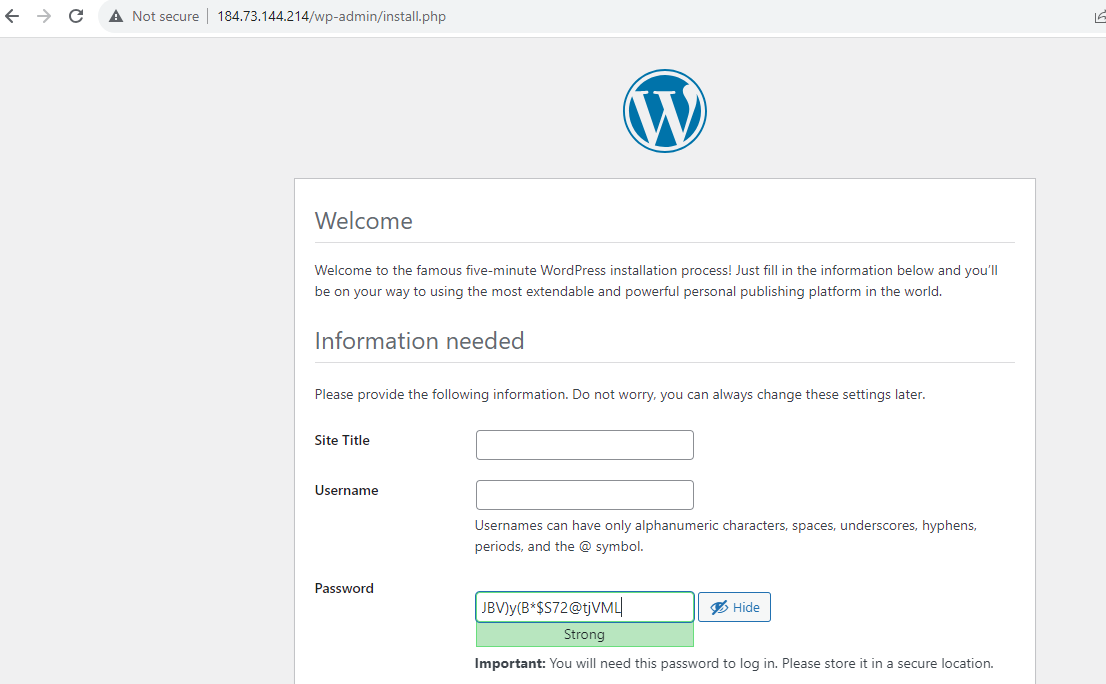 Not secure | 184.73.144.214/wp-admin/install.php
W
Welcome
Welcome to the famous five-minute WordPress installation process! Just fill in the information below and you’ll
be on your way to using the most extendable and powerful personal publishing platform in the world.
Information needed
Please provide the following information. Do not worry, you can always change these settings later.
Site Title
Username
Usernames can have only alphanumeric characters, spaces, underscores, hyphens,
periods, and the @ symbol.
Password
JBV)y(B*$S72@tjVML Hide
Strong
Important: You will need this password to log in. Please store it in a secure location.